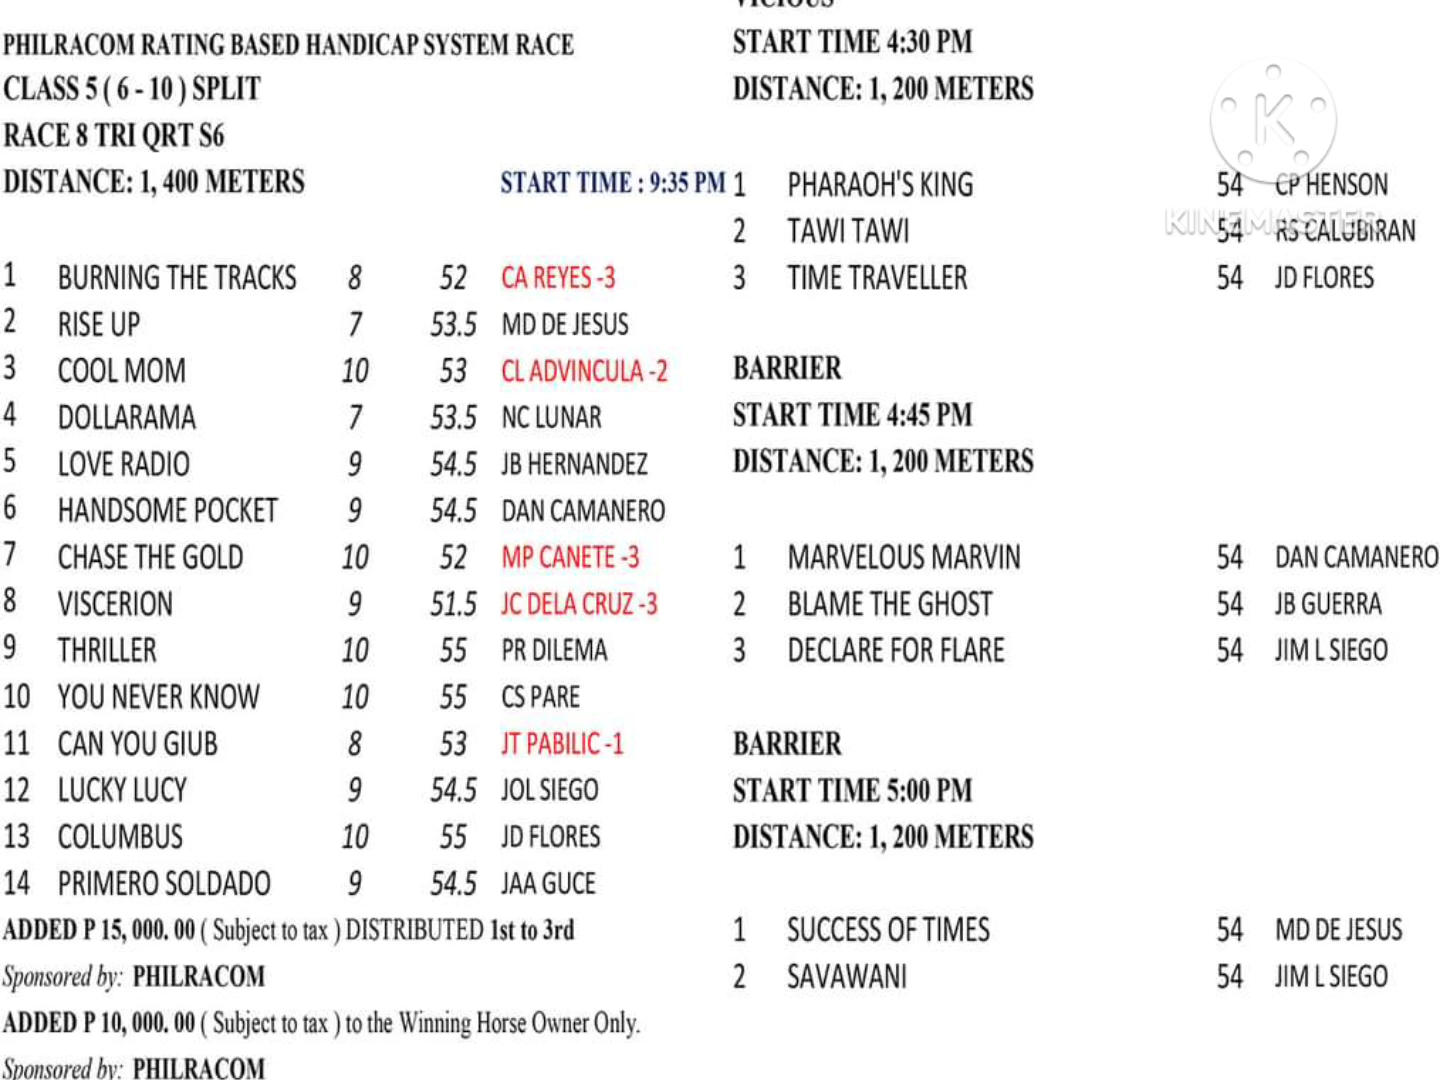 PHILRACOM RATING BASED HANDICAP SYSTEM RACE
CLASS 5 ( 6 - 10 ) SPLIT
RACE 8 TRI QRT S6
DISTANCE: 1, 400 METERS START TIME : 9:35 PM
1 BURNING THE TRACKS 8 52 CA REYES -3
2 RISE UP 7 53.5 MD DE JESUS
3 COOL MOM 10 53 CL ADVINCULA -2
4 DOLLARAMA 7 53.5 NC LUNAR
5 LOVE RADIO 9 54.5 JB HERNANDEZ
6 HANDSOME POCKET 9 54.5 DAN CAMANERO
7 CHASE THE GOLD 10 52 MP CANETE -3
8 VISCERION 9 51.5 JC DELA CRUZ -3
9 THRILLER 10 55 PR DILEMA
10 YOU NEVER KNOW 10 55 CS PARE
11 CAN YOU GIUB 8 53 JT PABILIC -1
12 LUCKY LUCY 9 54.5 JOL SIEGO
13 COLUMBUS 10 55 JD FLORES
14 PRIMERO SOLDADO 9 54.5 JAA GUCE
ADDED P 15, 000. 00 ( Subject to tax ) DISTRIBUTED 1st to 3rd
Sponsored by: PHILRACOM
ADDED P 10, 000. 00 ( Subject to tax ) to the Winning Horse Owner Only.
Sponsored by: PHILRACOM
VICIOUS
START TIME 4:30 PM
DISTANCE: 1, 200 METERS
1 PHARAOH'S KING 54 CP HENSON
2 TAWI TAWI 54 RS CALUBIRAN
3 TIME TRAVELLER 54 JD FLORES
BARRIER
START TIME 4:45 PM
DISTANCE: 1, 200 METERS
1 MARVELOUS MARVIN 54 DAN CAMANERO
2 BLAME THE GHOST 54 JB GUERRA
3 DECLARE FOR FLARE 54 JIM L SIEGO
BARRIER
START TIME 5:00 PM
DISTANCE: 1, 200 METERS
1 SUCCESS OF TIMES 54 MD DE JESUS
2 SAVAWANI 54 JIM L SIEGO
K
KINEMASTER